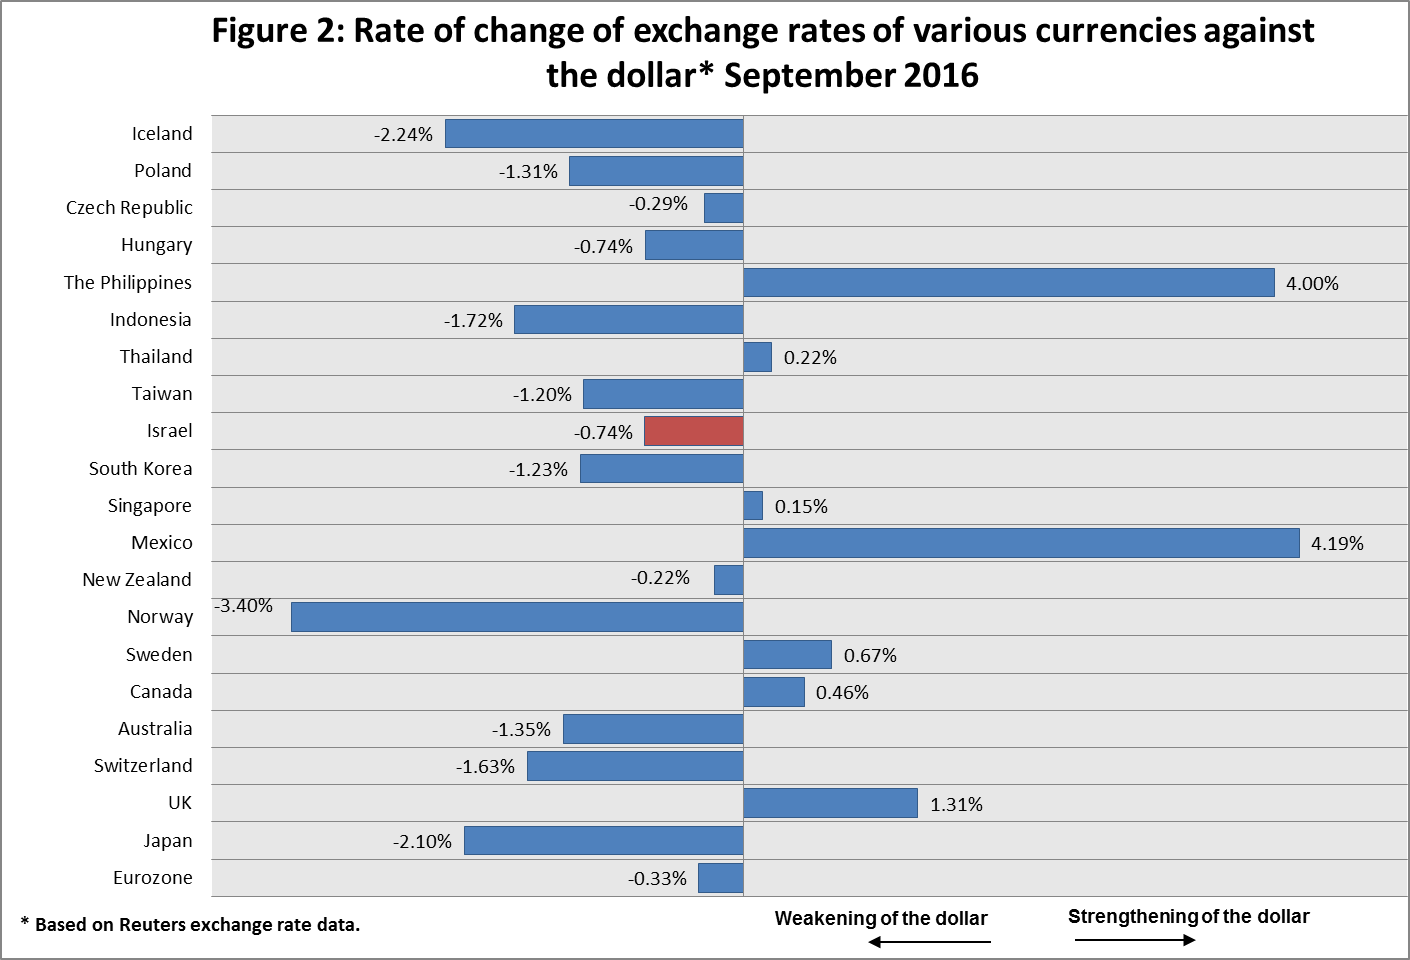 Figure 2: Rate of change of exchange rates of various currencies against
the dollar* September 2016
Iceland -2.24%
Poland -1.31%
Czech Republic -0.29%
Hungary -0.74%
The Philippines 4.00%
Indonesia -1.72%
Thailand 0.22%
Taiwan -1.20%
Israel -0.74%
South Korea -1.23%
Singapore 0.15%
Mexico 4.19%
New Zealand -0.22%
Norway -3.40%
Sweden 0.67%
Canada 0.46%
Australia -1.35%
Switzerland -1.63%
UK 1.31%
Japan -2.10%
Eurozone -0.33%
* Based on Reuters exchange rate data. Weakening of the dollar Strengthening of the dollar